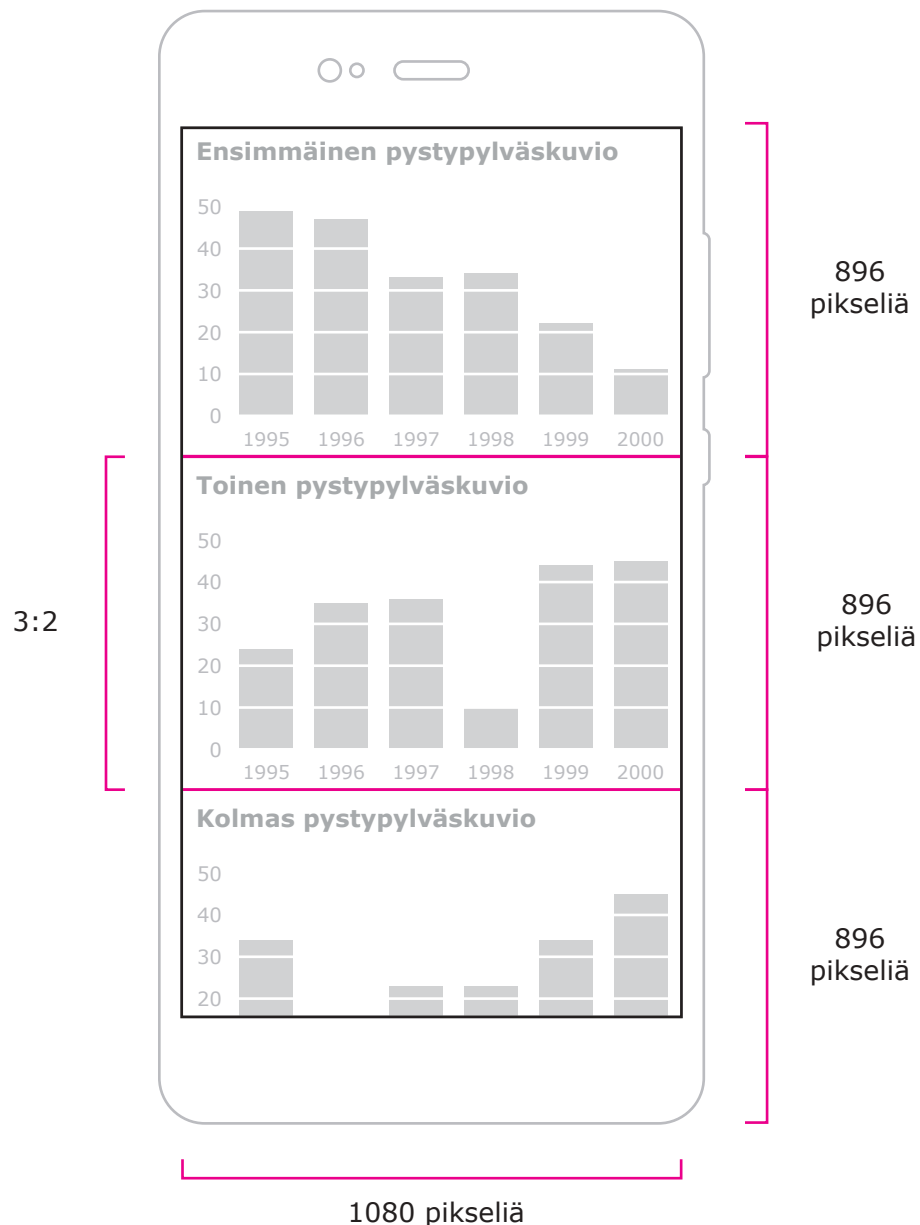 Ensimmäinen pystypylväskuvio
50
40
30
20
10
0
1995 1996 1997 1998 1999 2000
896
pikseliä
Toinen pystypylväskuvio
50
40
30
20
10
0
1995 1996 1997 1998 1999 2000
3:2
896
pikseliä
Kolmas pystypylväskuvio
50
40
30
20
896
pikseliä
1080 pikseliä